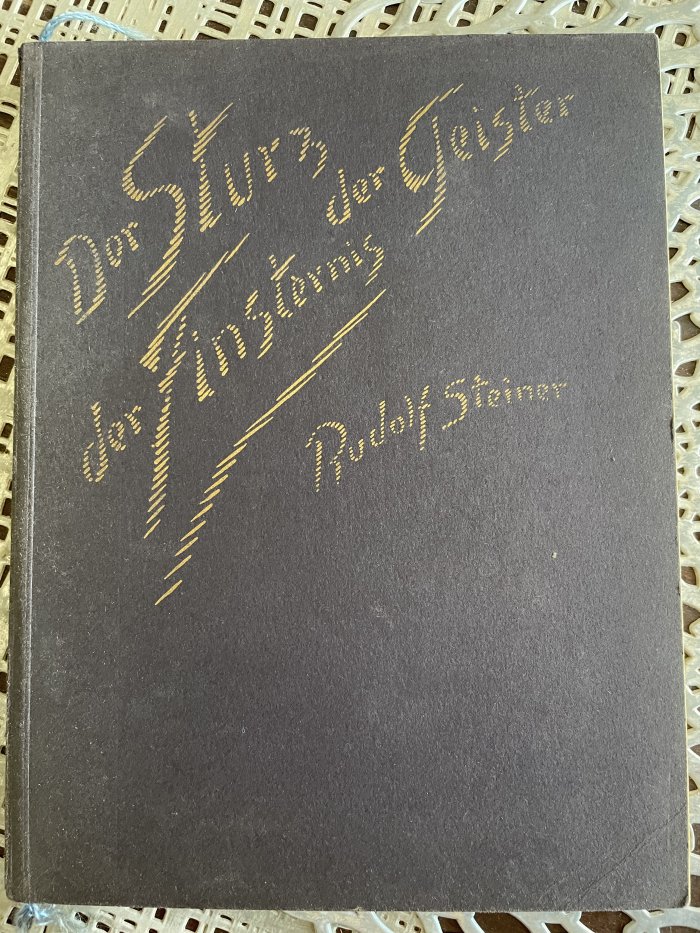 Der Sturz der Geister
der Finsternis
Rudolf Steiner